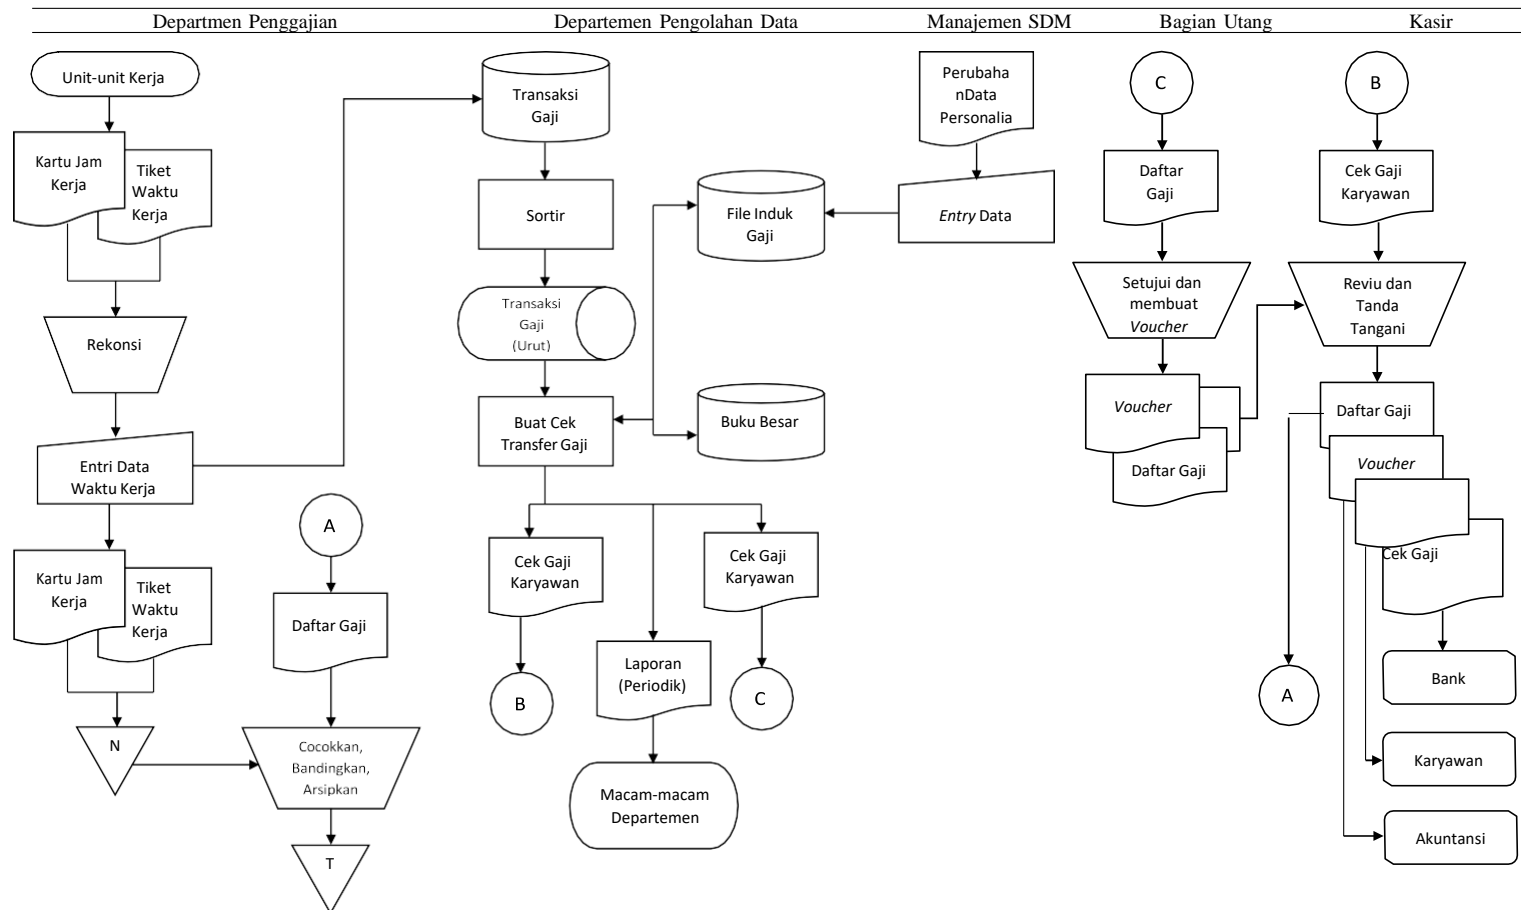 Departmen Penggajian
Departemen Pengolahan Data
Manajemen SDM
Bagian Utang
Kasir
Unit-unit Kerja
Kartu Jam
Kerja
Tiket
Waktu
Kerja
Rekonsi
Entri Data
Waktu Kerja
Kartu Jam
Kerja
Tiket
Waktu
Kerja
N
A
Daftar Gaji
Cocokkan,
Bandingkan,
Arsipkan
T
Transaksi
Gaji
Sortir
Transaksi
Gaji
(Urut)
Buat Cek
Transfer Gaji
File Induk
Gaji
Buku Besar
Cek Gaji
Karyawan
B
Laporan
(Periodik)
Macam-macam
Departemen
Cek Gaji
Karyawan
C
Perubaha
nData
Personalia
Entry Data
C
Daftar
Gaji
Setujui dan
membuat
Voucher
Voucher
Daftar Gaji
B
Cek Gaji
Karyawan
Reviu dan
Tanda
Tangani
Daftar Gaji
Voucher
Cek Gaji
A
Bank
Karyawan
Akuntansi